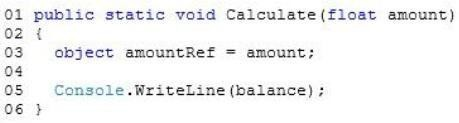 01 public static void Calculate(float amount)
02 {
03   object amountRef = amount;
04
05   Console.WriteLine(balance);
06 }